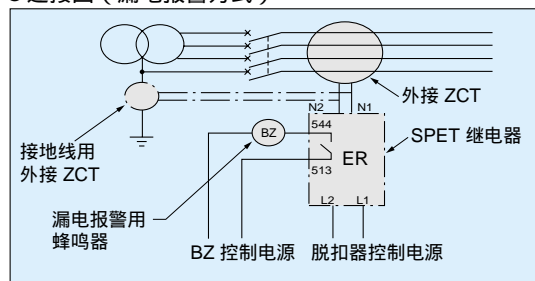 连接图（漏电报警方式）
外接 ZCT
N2 N1
544
BZ
SPET 继电器
接地线用
外接 ZCT
ER
513
漏电报警用
蜂鸣器
L2 L1
BZ 控制电源
脱扣器控制电源